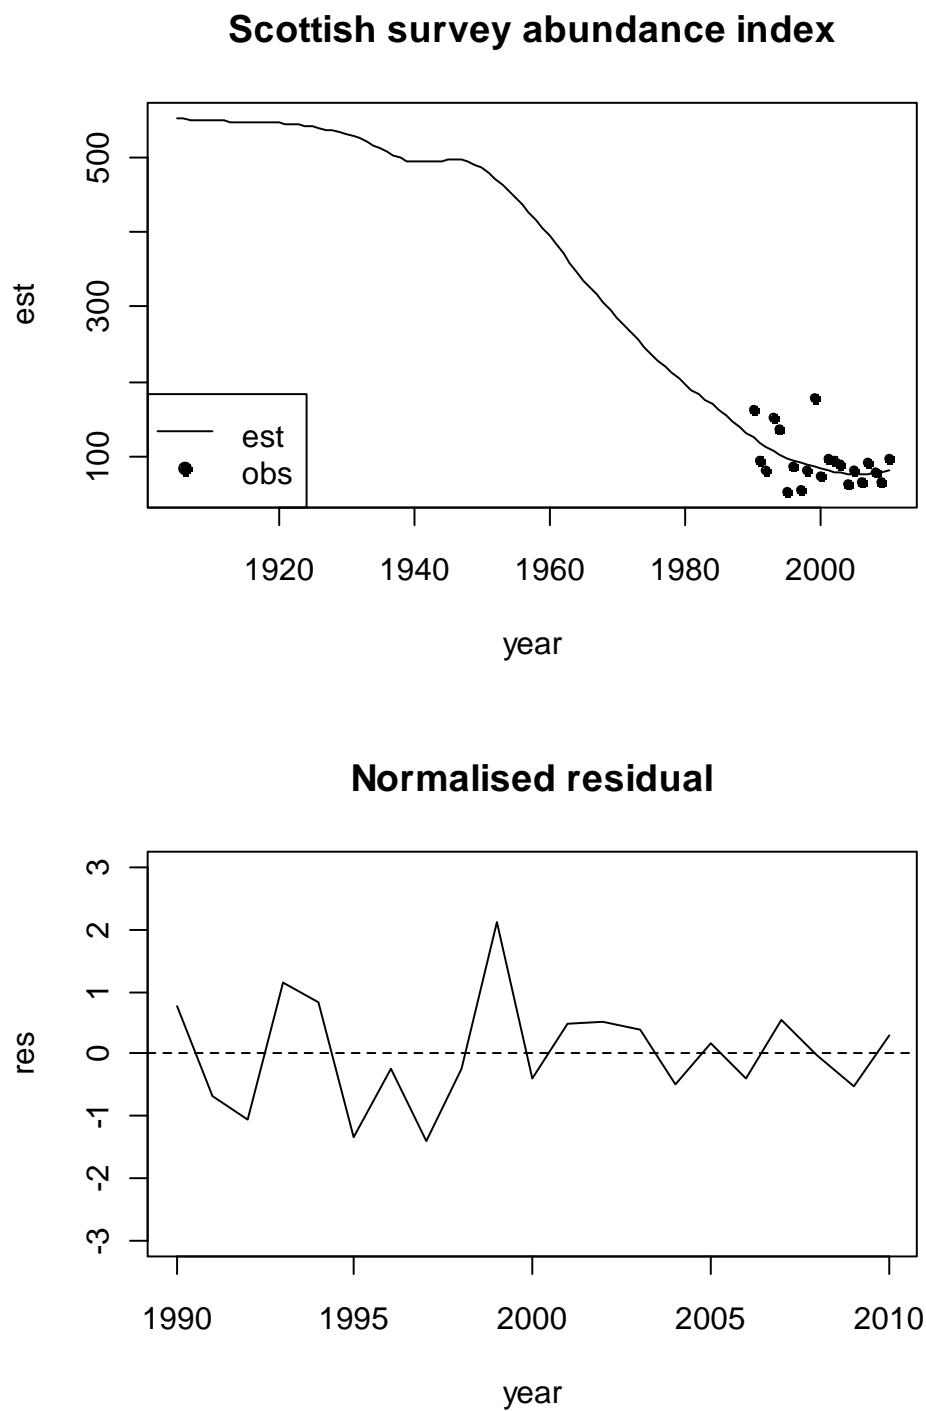 Scottish survey abundance index
est
500
300
100
est
obs
1920 1940 1960 1980 2000
year
Normalised residual
res
3
2
1
0
-1
-2
-3
1990 1995 2000 2005 2010
year